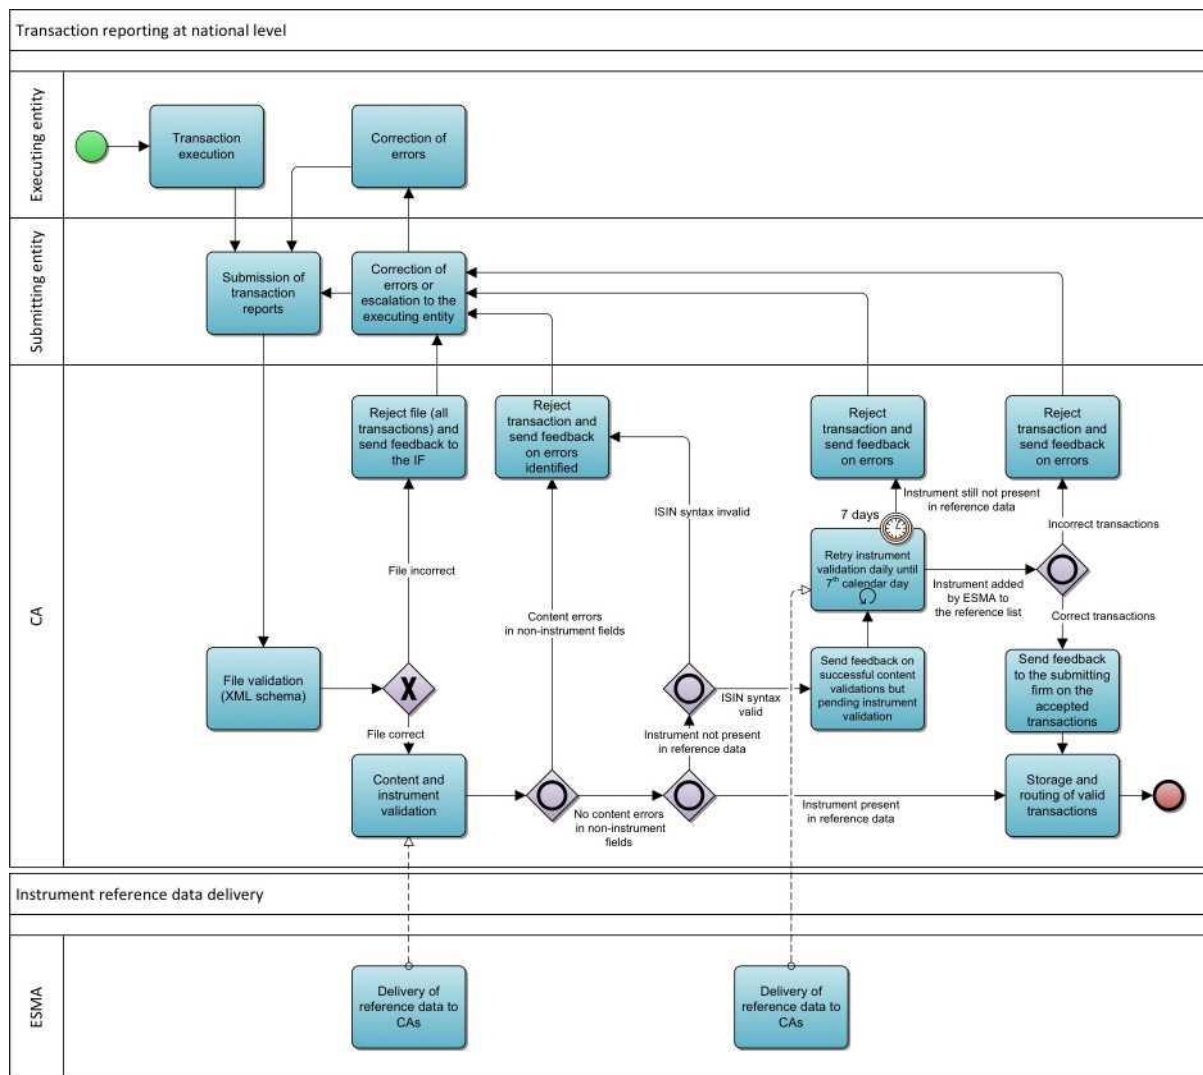 Transaction reporting at national level
Executing entity
Transaction
execution
Correction of
errors
Submitting entity
Submission of
transaction
reports
Correction of
errors or
escalation to the
executing entity
CA
Reject file (all
transactions) and
send feedback to
the IF
Reject
transaction and
send feedback
on errors
identified
Reject
transaction and
send feedback
on errors
Reject
transaction and
send feedback
on errors
ISIN syntax invalid
7 days
Instrument still not present
in reference data
Incorrect transactions
File incorrect
Retry instrument
validation daily until
7th calendar day
Instrument added
by ESMA to
the reference list
Content errors
in non-instrument fields
Correct transactions
File validation
(XML schema)
X
ISIN syntax
valid
Send feedback on
successful content
validations but
pending instrument
validation
Send feedback
to the submitting
firm on the
accepted
transactions
File correct
Instrument not present
in reference data
Content and
instrument
validation
No content errors
in non-instrument
fields
Instrument present
in reference data
Storage and
routing of valid
transactions
Instrument reference data delivery
ESMA
Delivery of
reference data to
CAs
Delivery of
reference data to
CAs